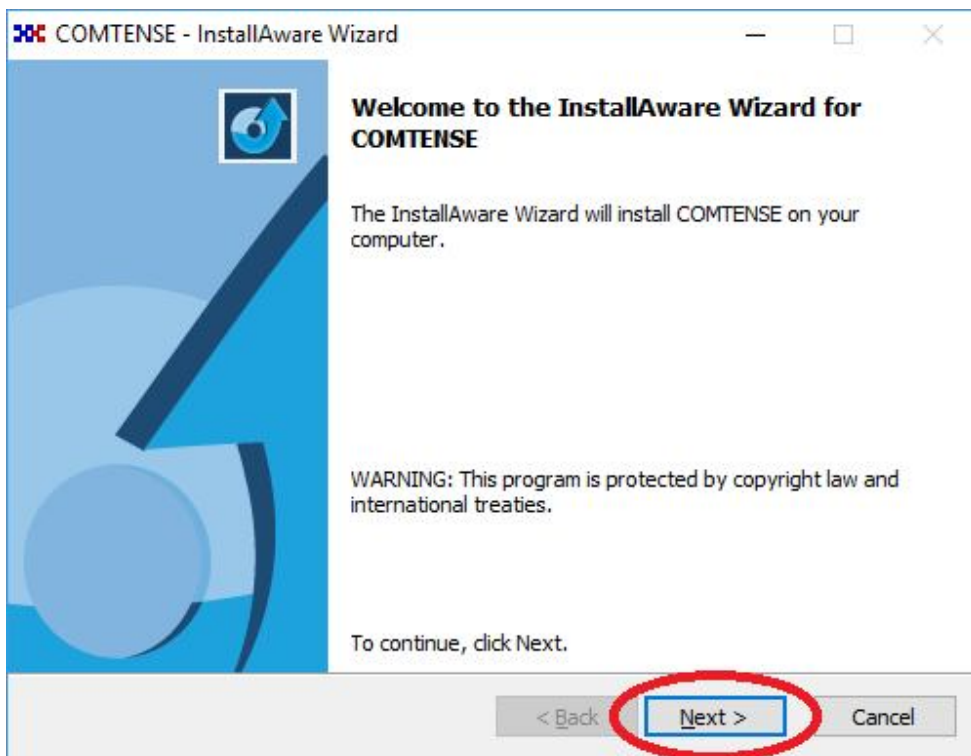 COMTENSE - InstallAware Wizard
Welcome to the InstallAware Wizard for
COMTENSE
The InstallAware Wizard will install COMTENSE on your
computer.
WARNING: This program is protected by copyright law and
international treaties.
To continue, click Next.
< Back
Next >
Cancel